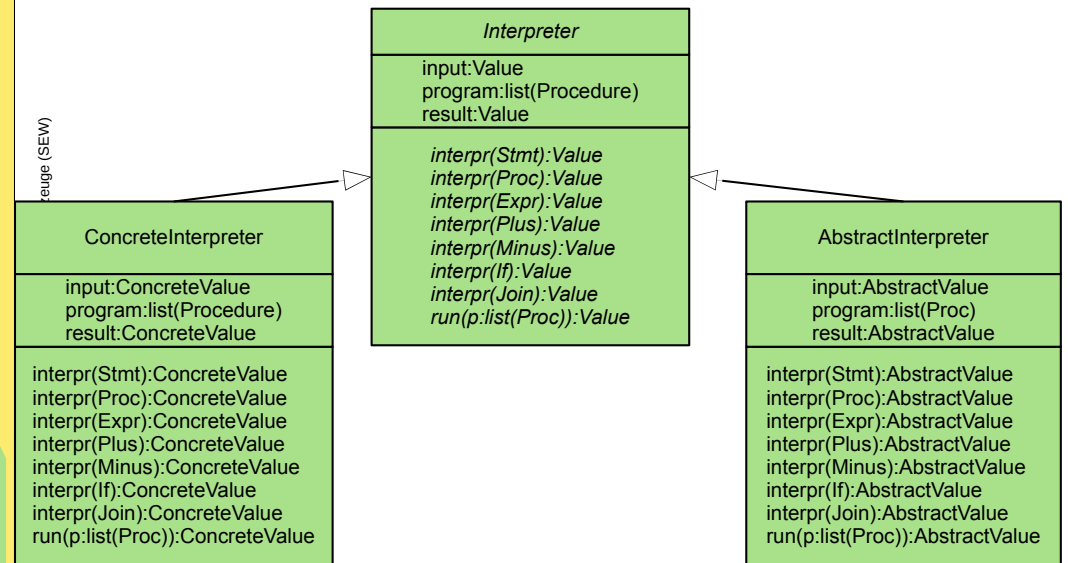 Interpreter
input:Value
program:list(Procedure)
result:Value
interpr(Stmt):Value
interpr(Proc):Value
interpr(Expr):Value
interpr(Plus):Value
interpr(Minus):Value
interpr(If):Value
interpr(Join):Value
run(p:list(Proc)):Value
(SEW)
ConcreteInterpreter
input:ConcreteValue
program:list(Procedure)
result:ConcreteValue
interpr(Stmt):ConcreteValue
interpr(Proc):ConcreteValue
interpr(Expr):ConcreteValue
interpr(Plus):ConcreteValue
interpr(Minus):ConcreteValue
interpr(If):ConcreteValue
interpr(Join):ConcreteValue
run(p:list(Proc)):ConcreteValue
AbstractInterpreter
input:AbstractValue
program:list(Proc)
result:AbstractValue
interpr(Stmt):AbstractValue
interpr(Proc):AbstractValue
interpr(Expr):AbstractValue
interpr(Plus):AbstractValue
interpr(Minus):AbstractValue
interpr(If):AbstractValue
interpr(Join):AbstractValue
run(p:list(Proc)):AbstractValue